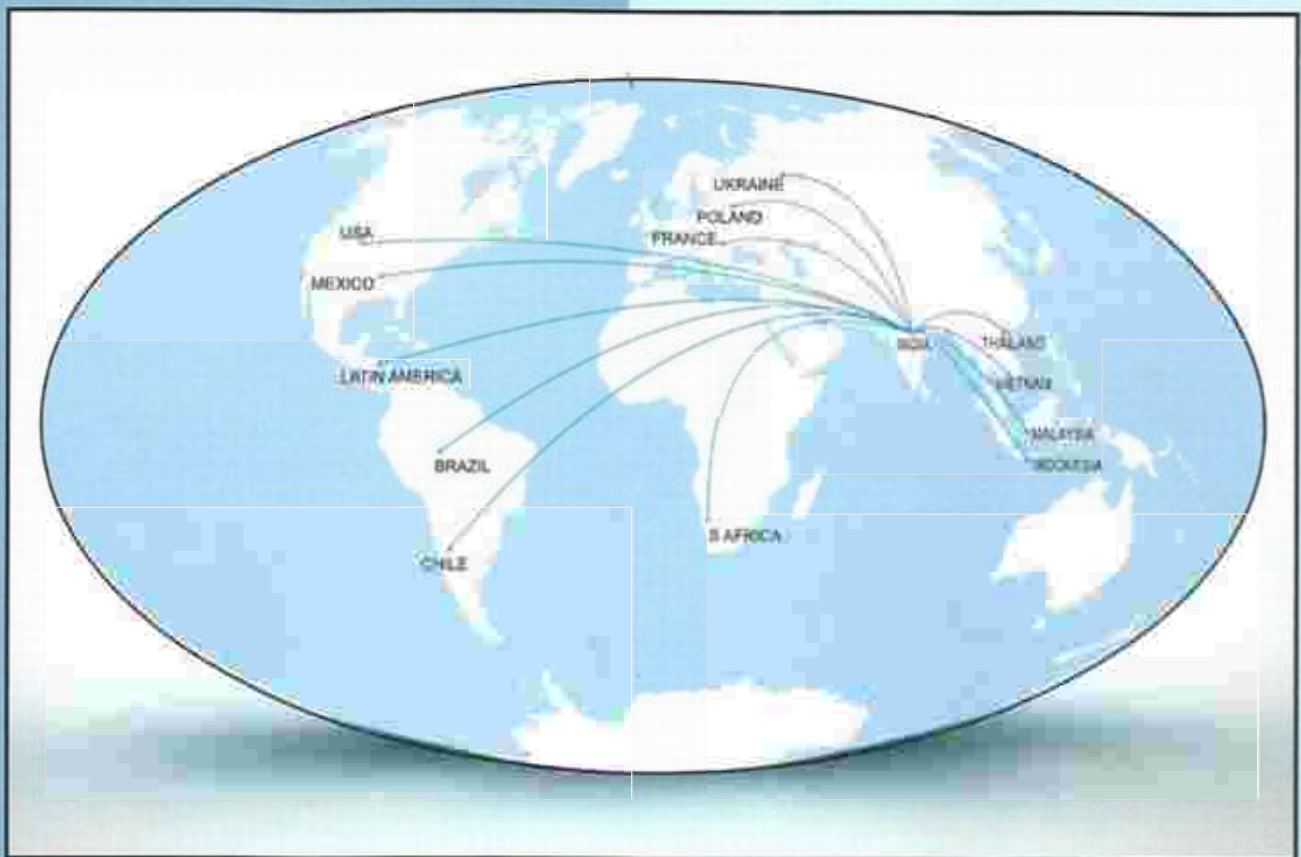 UKRAINE
POLAND
FRANCE
USA
MEXICO
LATIN AMERICA
BRAZIL
CHILE
S AFRICA
INDIA
THAILAND
VIETNAM
MALAYSIA
INDONESIA